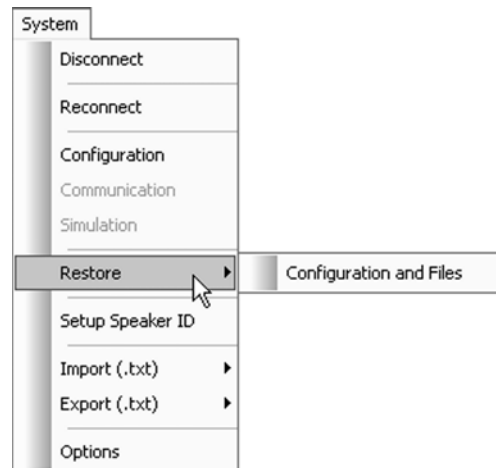 System
Disconnect
Reconnect
Configuration
Communication
Simulation
Restore
Configuration and Files
Setup Speaker ID
Import (.txt)
Export (.txt)
Options